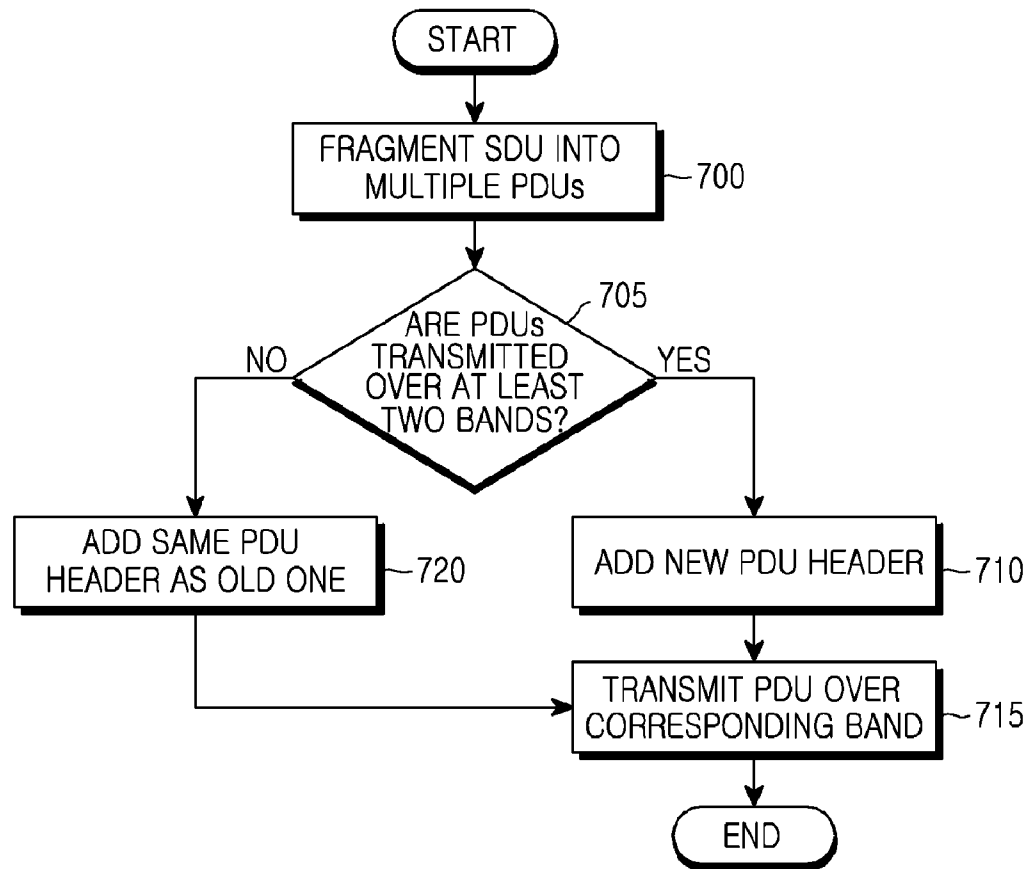 START
FRAGMENT SDU INTO
MULTIPLE PDUs
700
705
ARE PDUs
TRANSMITTED
OVER AT LEAST
TWO BANDS?
NO
YES
ADD SAME PDU
HEADER AS OLD ONE
720
ADD NEW PDU HEADER
710
TRANSMIT PDU OVER
CORRESPONDING BAND
715
END